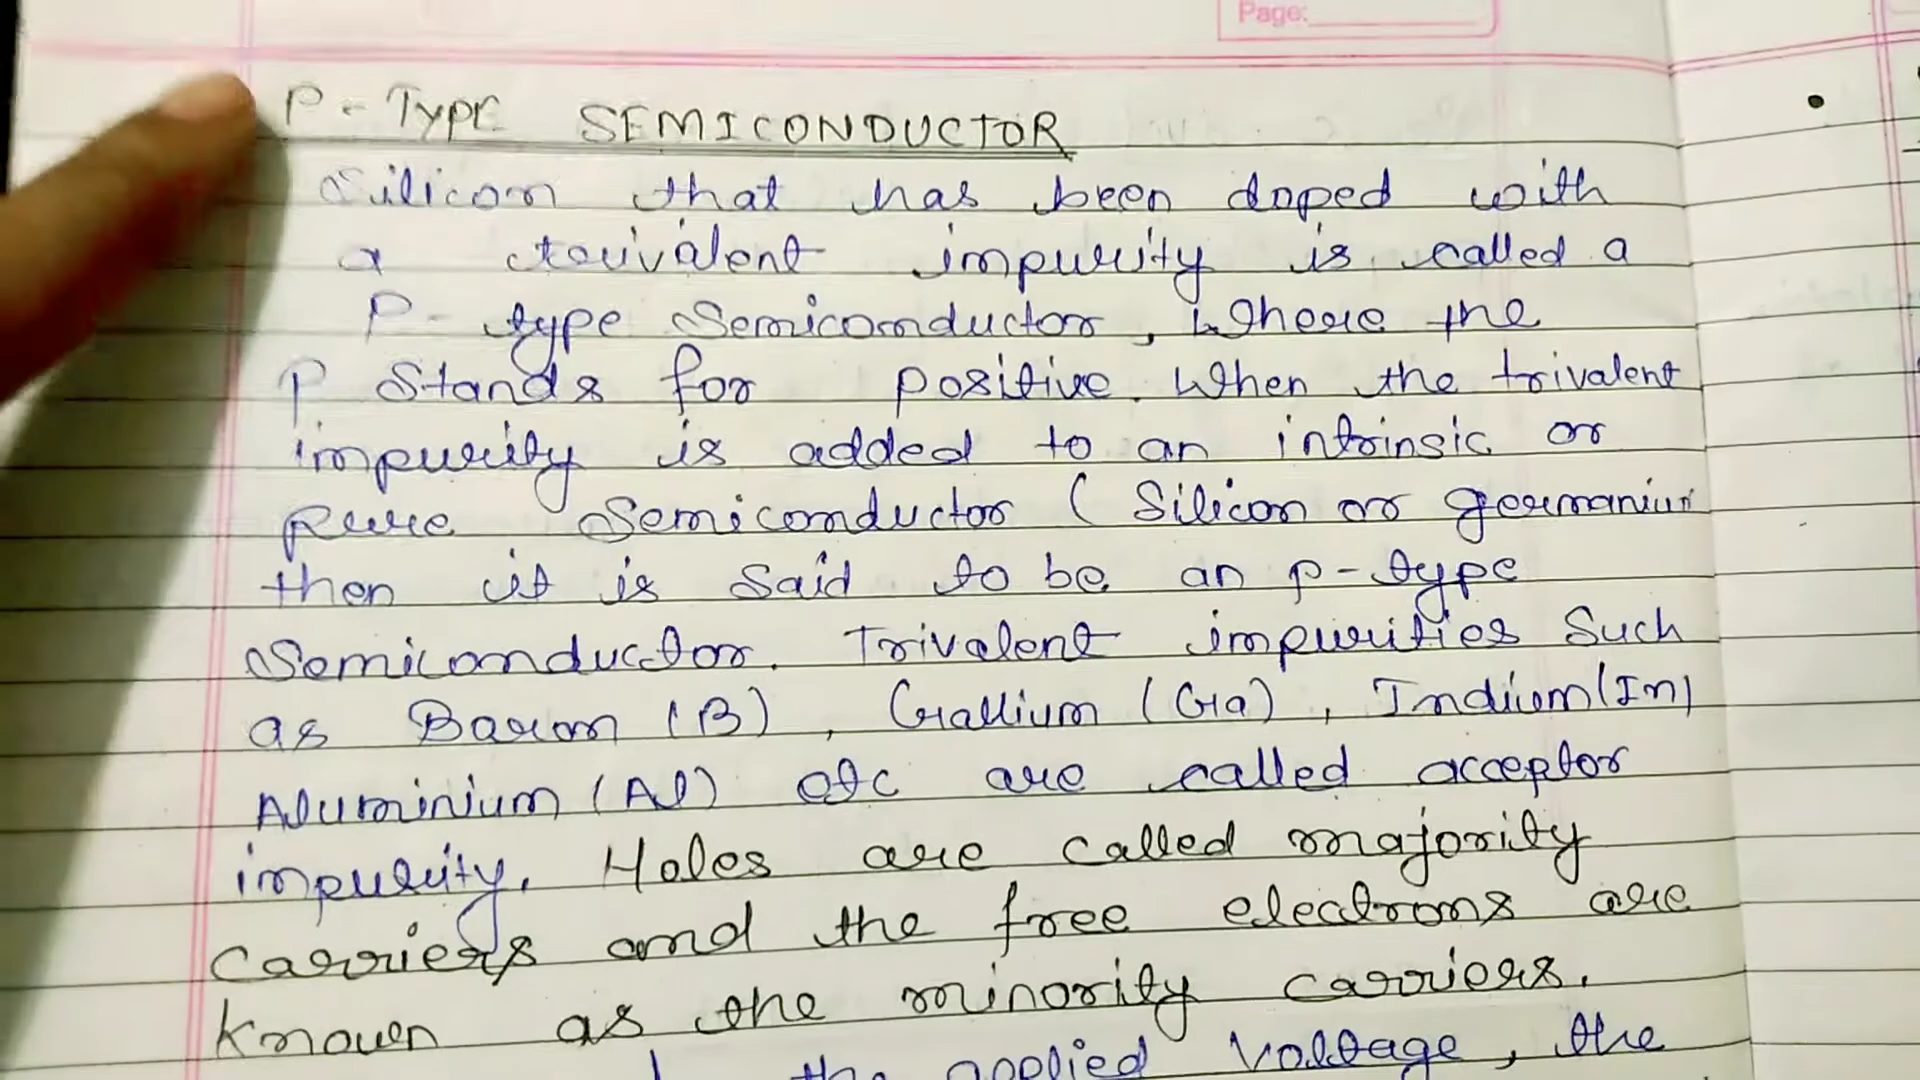 Page:
P-TYPE SEMICONDUCTOR
Silicon that has been doped with
a trivalent impurity is called a
P-type Semiconductor, where the
P Stands for positive. When the trivalent
impurity is added to an intrinsic or
pure Semiconductor (Silicon or germanium
then it is said to be an p-type
Semiconductor. Trivalent impurities Such
as Baron (B), Gallium (Ga), Indium(In)
Aluminium (Al) etc are called acceptor
impurity. Holes are called majority
Carriers and the free electrons are
Known as the minority carriers.
the applied Voltage, the